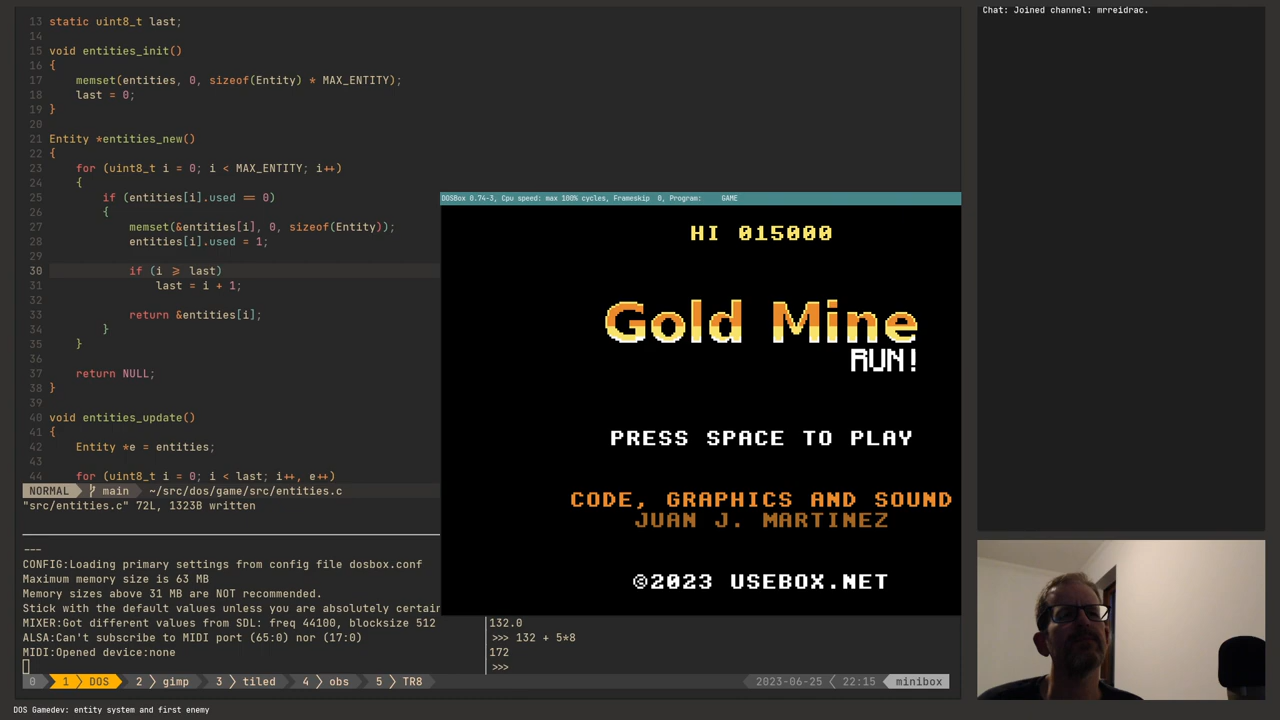 Chat: Joined channel: mrreidrac.
13 static uint8_t last;
14
15 void entities_init()
16 {
17 memset(entities, 0, sizeof(Entity) * MAX_ENTITY);
18 last = 0;
19 }
20
21 Entity *entities_new()
22 {
23 for (uint8_t i = 0; i < MAX_ENTITY; i++)
24 {
25 if (entities[i].used == 0)
26 {
27 memset(&entities[i], 0, sizeof(Entity));
28 entities[i].used = 1;
29
30 if (i ≥ last)
31 last = i + 1;
32
33 return &entities[i];
34 }
35 }
36
37 return NULL;
38 }
39
40 void entities_update()
41 {
42 Entity *e = entities;
43
44 for (uint8_t i = 0; i < last; i++, e++)
NORMAL main ~/src/dos/game/src/entities.c
"src/entities.c" 72L, 1323B written
DOSBox 0.74-3, Cpu speed: max 100% cycles, Frameskip 0, Program: GAME
HI 015000
Gold Mine
RUN!
PRESS SPACE TO PLAY
CODE, GRAPHICS AND SOUND
JUAN J. MARTINEZ
©2023 USEBOX.NET
---
CONFIG:Loading primary settings from config file dosbox.conf
Maximum memory size is 63 MB
Memory sizes above 31 MB are NOT recommended.
Stick with the default values unless you are absolutely certain
MIXER:Got different values from SDL: freq 44100, blocksize 512
ALSA:Can't subscribe to MIDI port (65:0) nor (17:0)
MIDI:Opened device:none
132.0
>>> 132 + 5*8
172
>>>
0 1 DOS 2 gimp 3 tiled 4 obs 5 TR8 2023-06-25 22:15 minibox
DOS Gamedev: entity system and first enemy